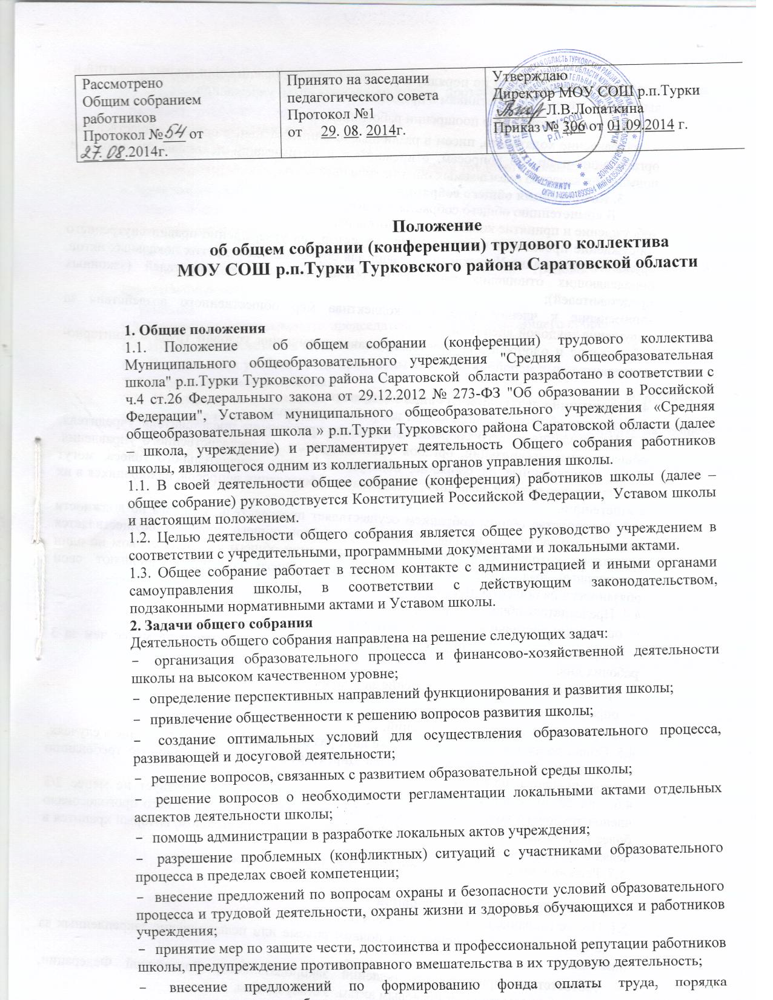 Рассмотрено
Общим собранием
работников
Протокол № 54 от
27.08.2014г.
Принято на заседании
педагогического совета
Протокол №1
от 29. 08. 2014г.
Утверждаю
Директор МОУ СОШ р.п.Турки
Л.В.Лопаткина
Приказ № 306 от 01.09.2014 г.
Положение
об общем собрании (конференции) трудового коллектива
МОУ СОШ р.п.Турки Турковского района Саратовской области
1. Общие положения
1.1. Положение об общем собрании (конференции) трудового коллектива
Муниципального общеобразовательного учреждения "Средняя общеобразовательная
школа" р.п.Турки Турковского района Саратовской области разработано в соответствии с
ч.4 ст.26 Федеральныго закона от 29.12.2012 № 273-ФЗ "Об образовании в Российской
Федерации", Уставом муниципального общеобразовательного учреждения «Средняя
общеобразовательная школа » р.п.Турки Турковского района Саратовской области (далее
– школа, учреждение) и регламентирует деятельность Общего собрания работников
школы, являющегося одним из коллегиальных органов управления школы.
1.1. В своей деятельности общее собрание (конференция) работников школы (далее –
общее собрание) руководствуется Конституцией Российской Федерации, Уставом школы
и настоящим положением.
1.2. Целью деятельности общего собрания является общее руководство учреждением в
соответствии с учредительными, программными документами и локальными актами.
1.3. Общее собрание работает в тесном контакте с администрацией и иными органами
самоуправления школы, в соответствии с действующим законодательством,
подзаконными нормативными актами и Уставом школы.
2. Задачи общего собрания
Деятельность общего собрания направлена на решение следующих задач:
– организация образовательного процесса и финансово-хозяйственной деятельности
школы на высоком качественном уровне;
– определение перспективных направлений функционирования и развития школы;
– привлечение общественности к решению вопросов развития школы;
– создание оптимальных условий для осуществления образовательного процесса,
развивающей и досуговой деятельности;
– решение вопросов, связанных с развитием образовательной среды школы;
– решение вопросов о необходимости регламентации локальными актами отдельных
аспектов деятельности школы;
– помощь администрации в разработке локальных актов учреждения;
– разрешение проблемных (конфликтных) ситуаций с участниками образовательного
процесса в пределах своей компетенции;
– внесение предложений по вопросам охраны и безопасности условий образовательного
процесса и трудовой деятельности, охраны жизни и здоровья обучающихся и работников
учреждения;
– принятие мер по защите чести, достоинства и профессиональной репутации работников
школы, предупреждение противоправного вмешательства в их трудовую деятельность;
– внесение предложений по формированию фонда оплаты труда, порядка